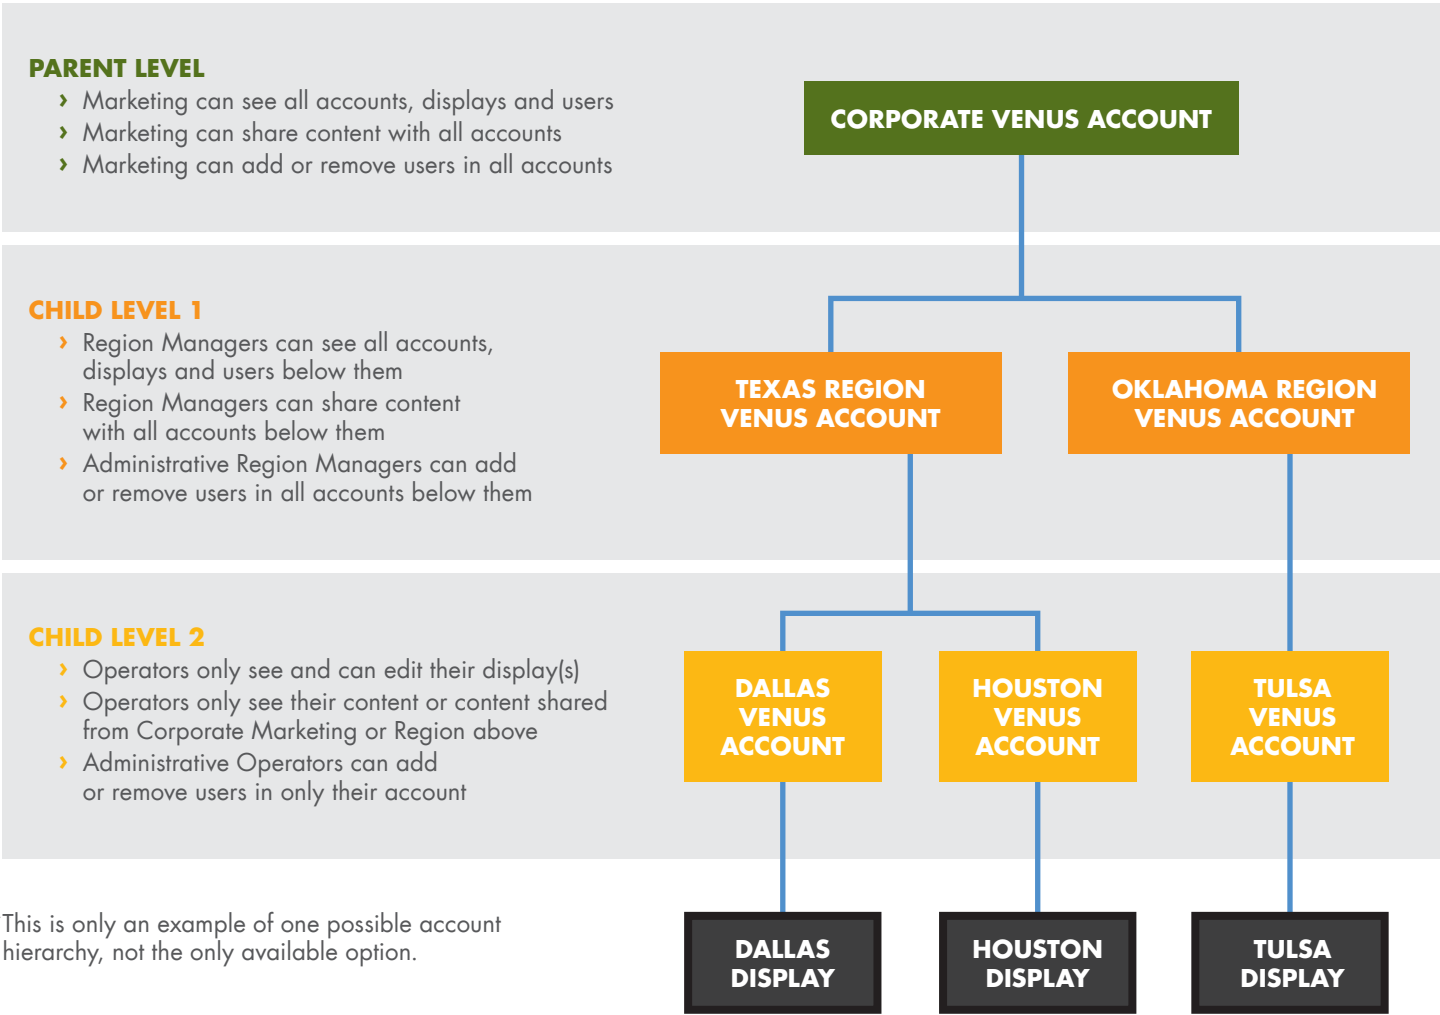 PARENT LEVEL
› Marketing can see all accounts, displays and users
› Marketing can share content with all accounts
› Marketing can add or remove users in all accounts
CORPORATE VENUS ACCOUNT
CHILD LEVEL 1
› Region Managers can see all accounts,
displays and users below them
› Region Managers can share content
with all accounts below them
› Administrative Region Managers can add
or remove users in all accounts below them
TEXAS REGION
VENUS ACCOUNT
OKLAHOMA REGION
VENUS ACCOUNT
CHILD LEVEL 2
› Operators only see and can edit their display(s)
› Operators only see their content or content shared
from Corporate Marketing or Region above
› Administrative Operators can add
or remove users in only their account
DALLAS
VENUS
ACCOUNT
HOUSTON
VENUS
ACCOUNT
TULSA
VENUS
ACCOUNT
This is only an example of one possible account
hierarchy, not the only available option.
DALLAS
DISPLAY
HOUSTON
DISPLAY
TULSA
DISPLAY